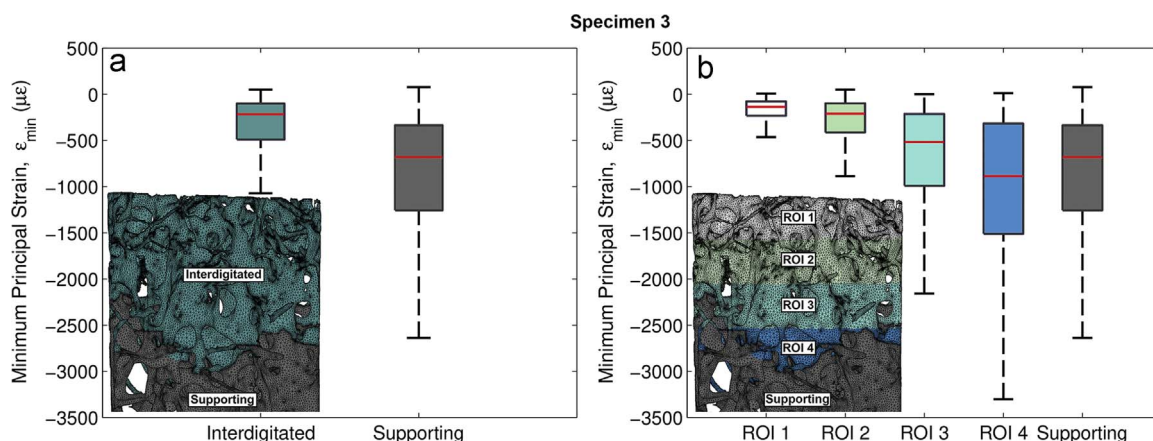 Specimen 3
a
Minimum Principal Strain, ε_min (με)
500
0
−500
−1000
−1500
−2000
−2500
−3000
−3500
Interdigitated
Supporting
Interdigitated
Supporting
b
Minimum Principal Strain, ε_min (με)
500
0
−500
−1000
−1500
−2000
−2500
−3000
−3500
ROI 1
ROI 2
ROI 3
ROI 4
Supporting
ROI 1 ROI 2 ROI 3 ROI 4 Supporting